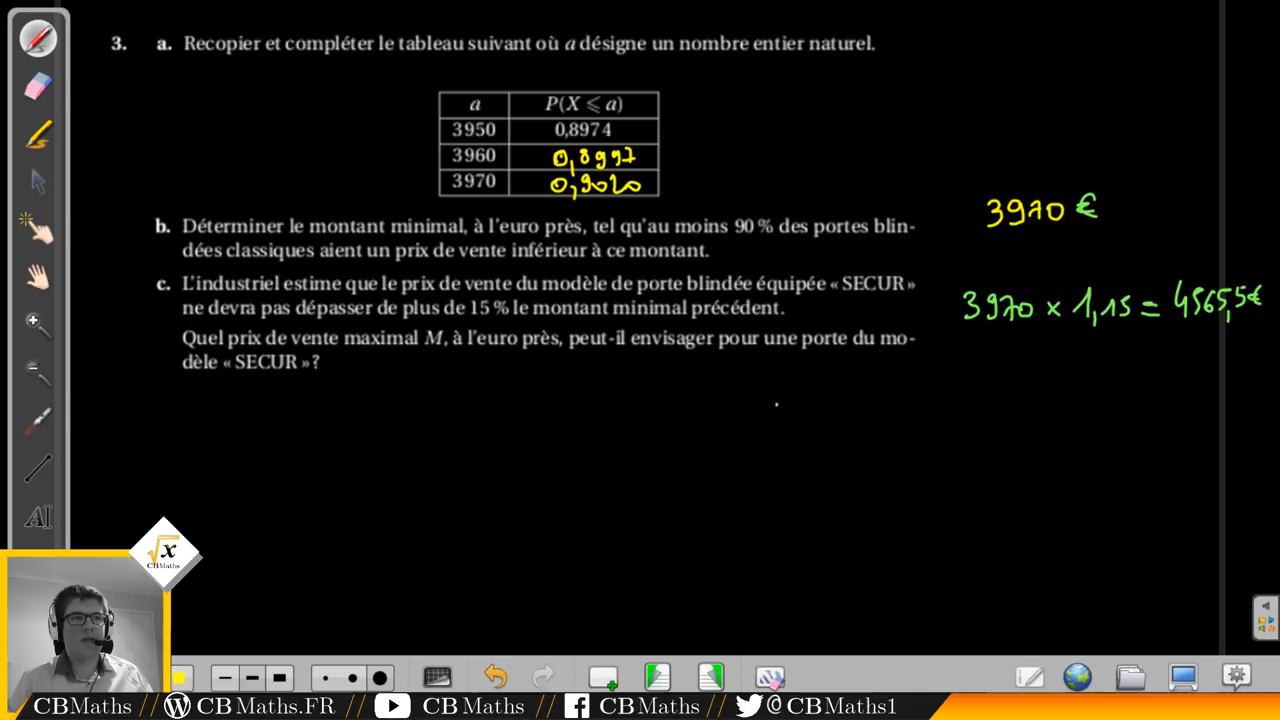 3. a. Recopier et compléter le tableau suivant où a désigne un nombre entier naturel.
a P(X ⩽ a)
3950 0,8974
3960 0,8997
3970 0,9020
b. Déterminer le montant minimal, à l'euro près, tel qu'au moins 90 % des portes blin-
dées classiques aient un prix de vente inférieur à ce montant.
3970 €
c. L'industriel estime que le prix de vente du modèle de porte blindée équipée « SECUR »
ne devra pas dépasser de plus de 15 % le montant minimal précédent.
3970 × 1,15 = 4565,5€
Quel prix de vente maximal M, à l'euro près, peut-il envisager pour une porte du mo-
dèle « SECUR » ?
AI
√x
CBMaths
CBMaths CBMaths.FR CBMaths CBMaths @CBMaths1